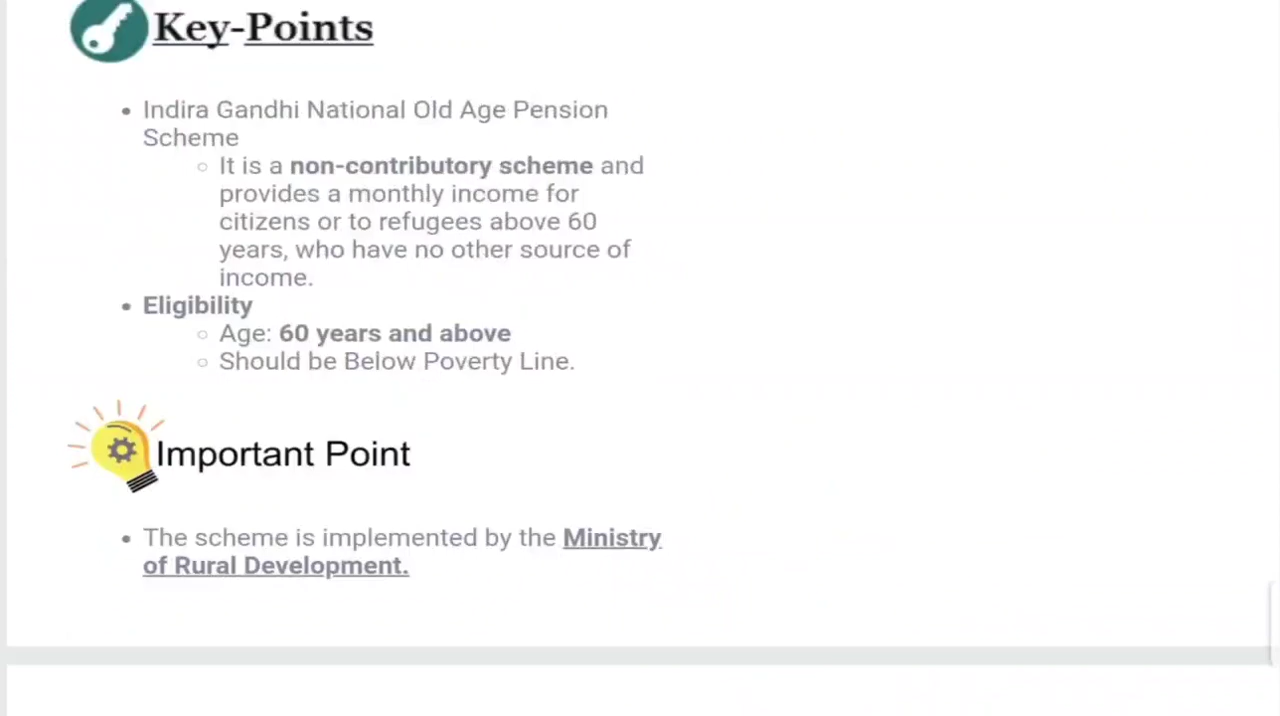 Key-Points
Indira Gandhi National Old Age Pension
Scheme
It is a non-contributory scheme and
provides a monthly income for
citizens or to refugees above 60
years, who have no other source of
income.
Eligibility
Age: 60 years and above
Should be Below Poverty Line.
Important Point
The scheme is implemented by the Ministry
of Rural Development.